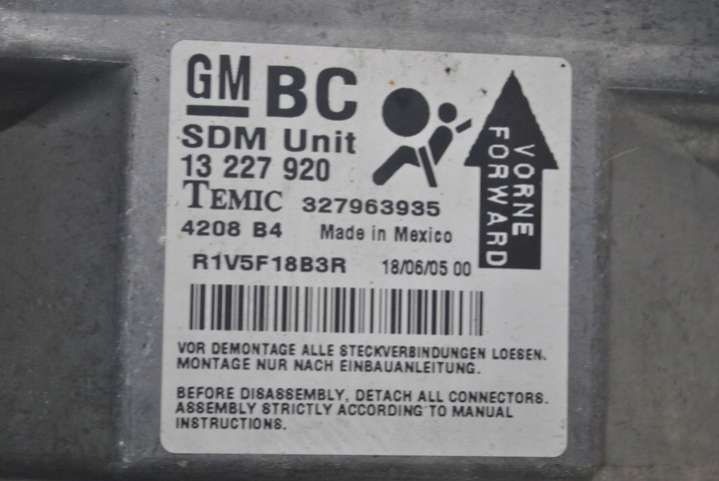 GM BC
SDM Unit
13 227 920
TEMIC 327963935
4208 B4 Made in Mexico
R1V5F18B3R 18/06/05 00
VORNE
FORWARD
VOR DEMONTAGE ALLE STECKVERBINDUNGEN LOESEN.
MONTAGE NUR NACH EINBAUANLEITUNG.
BEFORE DISASSEMBLY, DETACH ALL CONNECTORS.
ASSEMBLY STRICTLY ACCORDING TO MANUAL
INSTRUCTIONS.